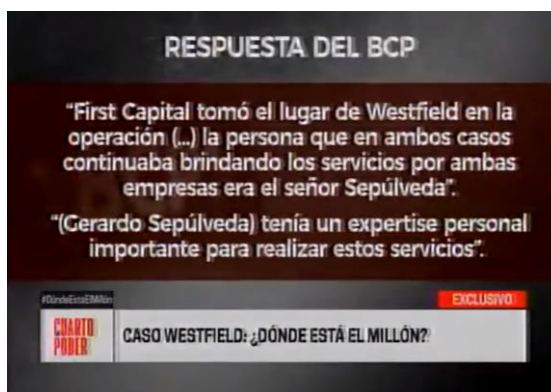 RESPUESTA DEL BCP
“First Capital tomó el lugar de Westfield en la
operación (...) la persona que en ambos casos
continuaba brindando los servicios por ambas
empresas era el señor Sepúlveda”.
“(Gerardo Sepúlveda) tenía un expertise personal
importante para realizar estos servicios”.
#DóndeEstáElMillón
EXCLUSIVO
CUARTO
PODER
CASO WESTFIELD: ¿DÓNDE ESTÁ EL MILLÓN?